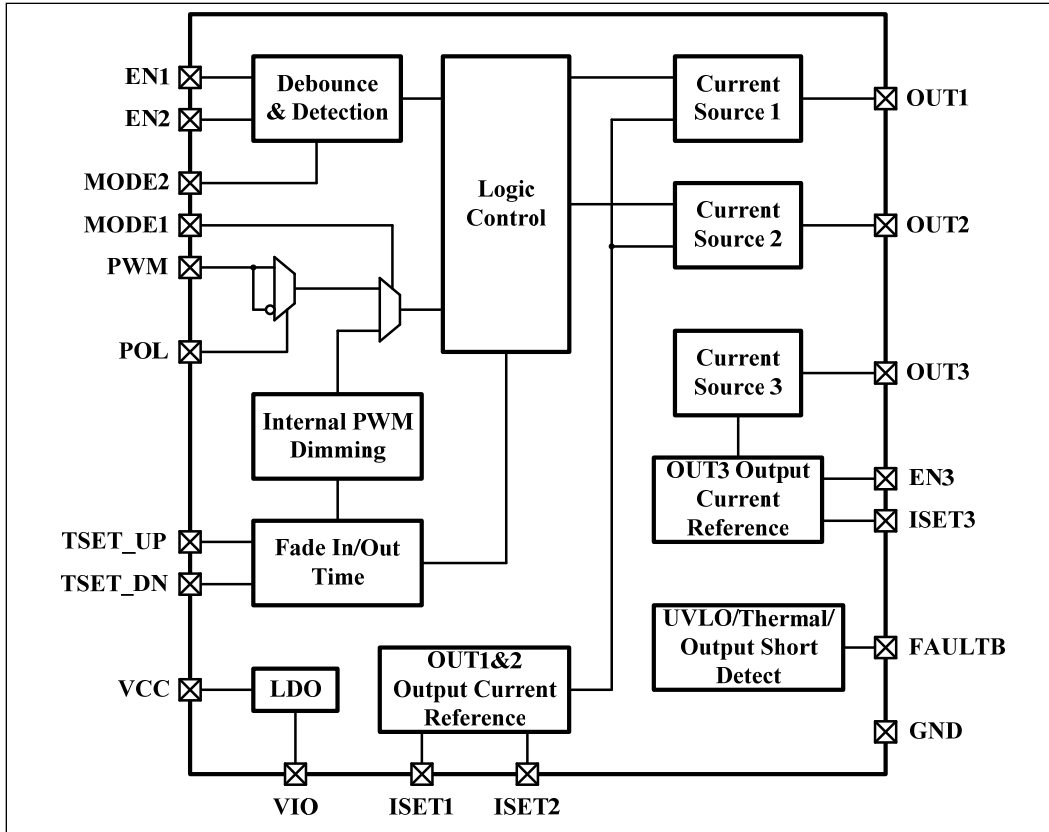 EN1
EN2
MODE2
MODE1
PWM
POL
TSET_UP
TSET_DN
VCC
Debounce
& Detection
Logic
Control
Internal PWM
Dimming
Fade In/Out
Time
LDO
OUT1&2
Output Current
Reference
Current
Source 1
Current
Source 2
Current
Source 3
OUT3 Output
Current
Reference
UVLO/Thermal/
Output Short
Detect
OUT1
OUT2
OUT3
EN3
ISET3
FAULTB
GND
VIO
ISET1
ISET2